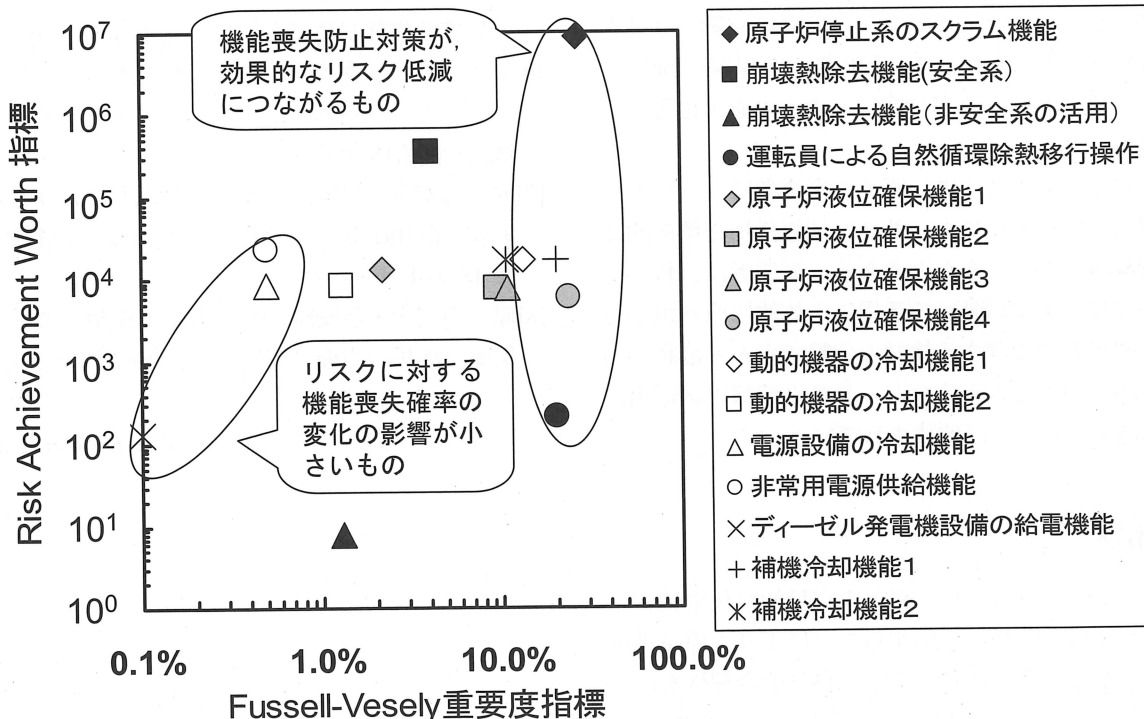 Risk Achievement Worth 指標
10⁷
10⁶
10⁵
10⁴
10³
10²
10¹
10⁰
機能喪失防止対策が，
効果的なリスク低減
につながるもの
リスクに対する
機能喪失確率の
変化の影響が小
さいもの
0.1%
1.0%
10.0%
100.0%
Fussell-Vesely重要度指標
原子炉停止系のスクラム機能
崩壊熱除去機能(安全系）
崩壊熱除去機能（非安全系の活用）
運転員による自然循環除熱移行操作
原子炉液位確保機能1
原子炉液位確保機能2
原子炉液位確保機能3
原子炉液位確保機能4
動的機器の冷却機能1
動的機器の冷却機能2
電源設備の冷却機能
非常用電源供給機能
ディーゼル発電機設備の給電機能
補機冷却機能1
補機冷却機能2